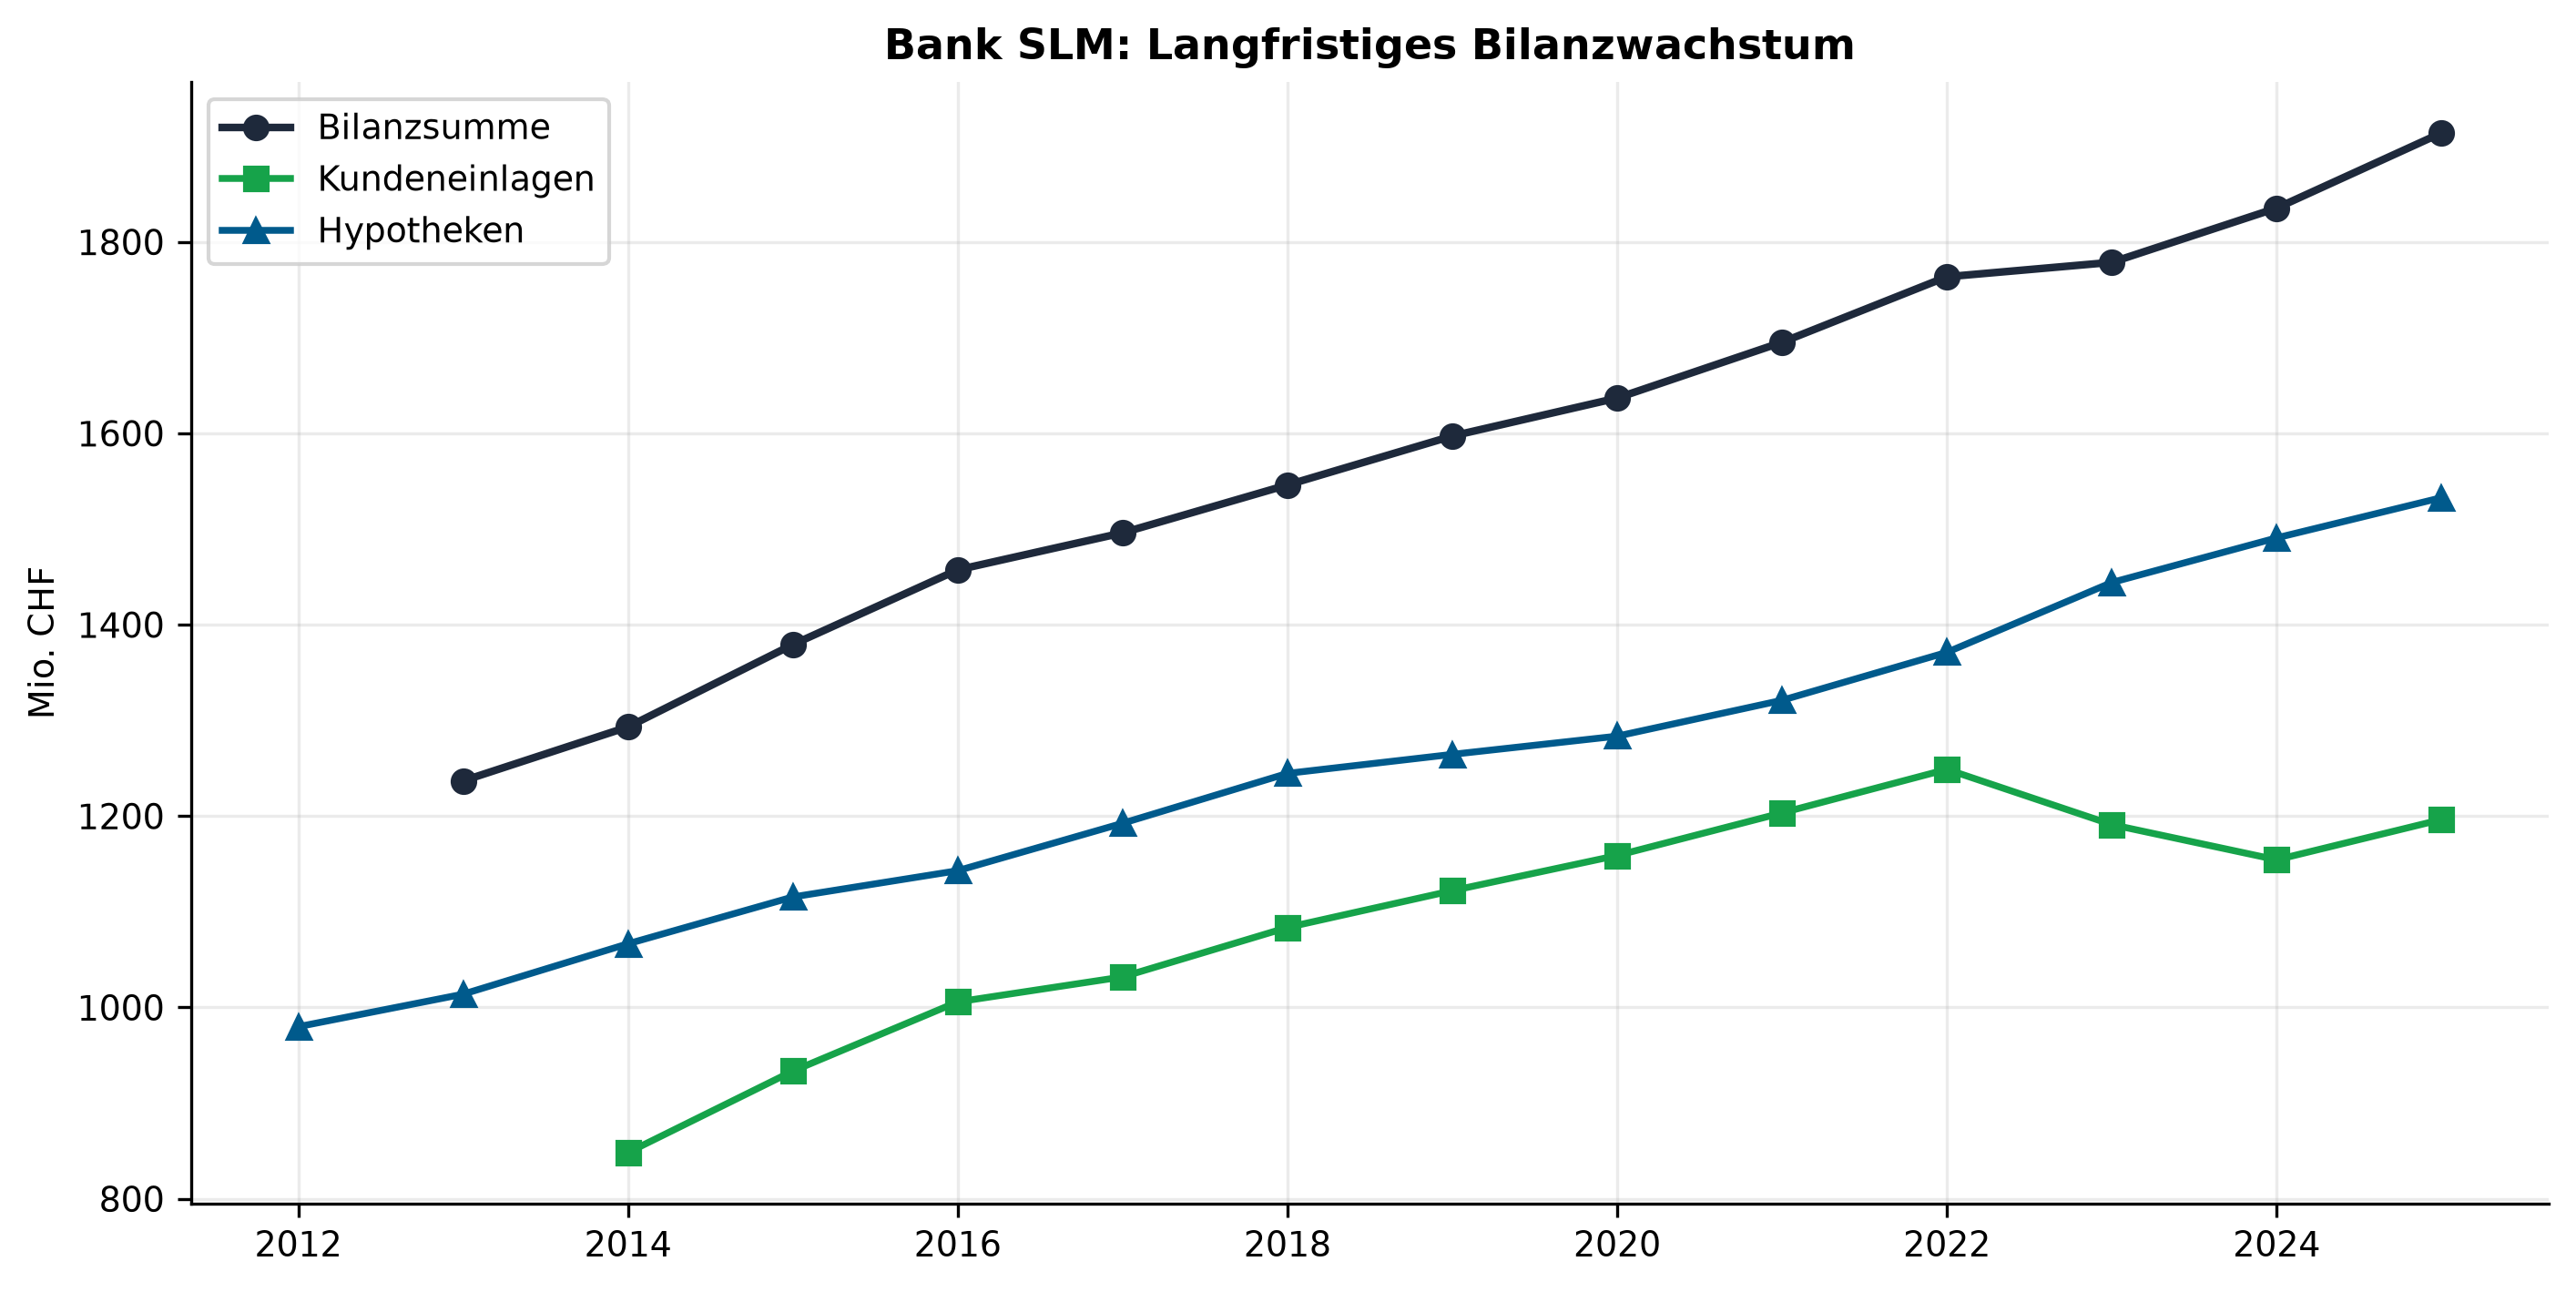 Bank SLM: Langfristiges Bilanzwachstum
Bilanzsumme
Kundeneinlagen
Hypotheken
Mio. CHF
1800
1600
1400
1200
1000
800
2012 2014 2016 2018 2020 2022 2024